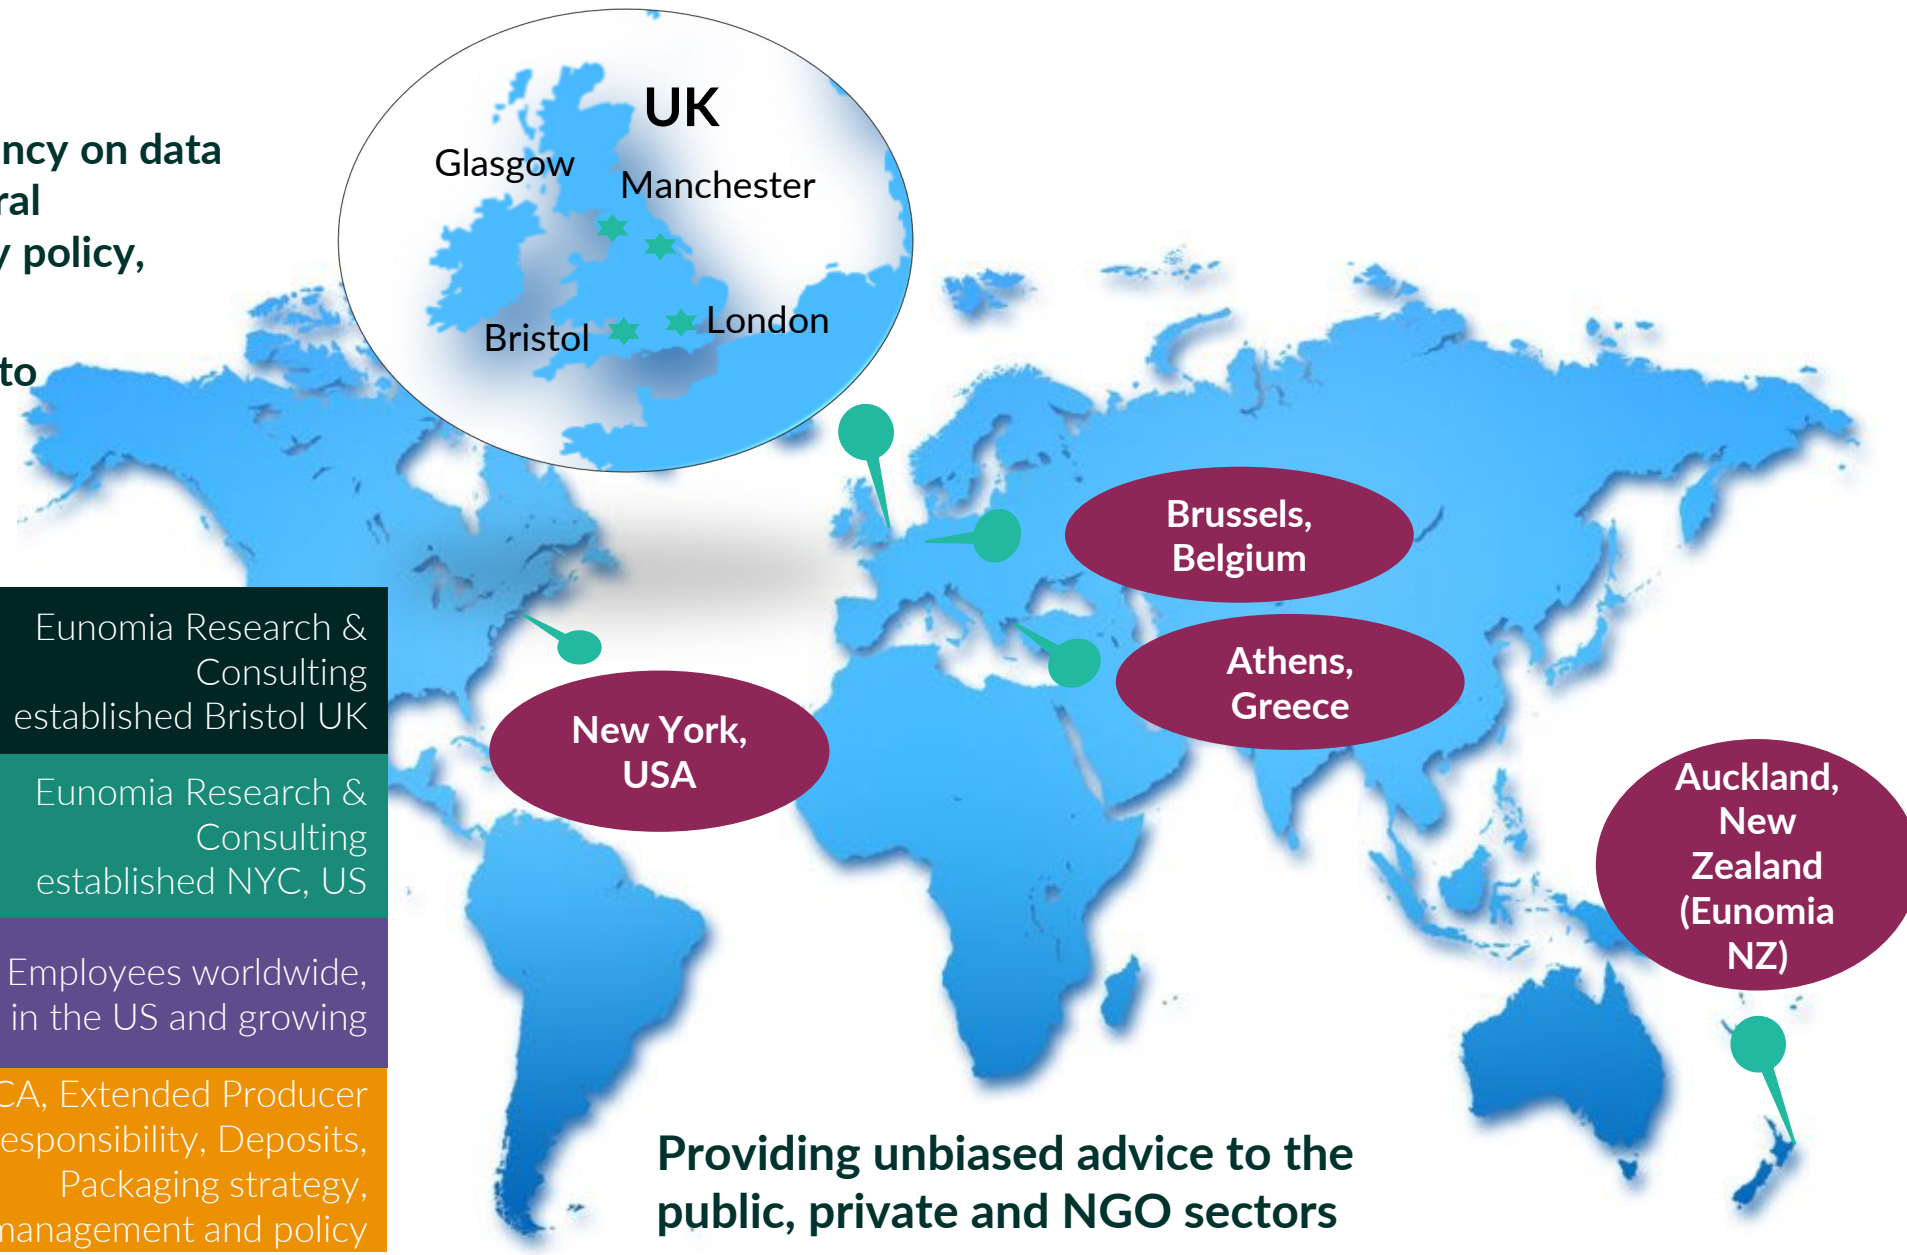 ncy on data
ral
y policy,
to
UK
Glasgow
Manchester
Bristol
London
Brussels,
Belgium
Athens,
Greece
New York,
USA
Auckland,
New
Zealand
(Eunomia
NZ)
Eunomia Research &
Consulting
established Bristol UK
Eunomia Research &
Consulting
established NYC, US
Employees worldwide,
in the US and growing
CA, Extended Producer
esponsibility, Deposits,
Packaging strategy,
management and policy
Providing unbiased advice to the
public, private and NGO sectors